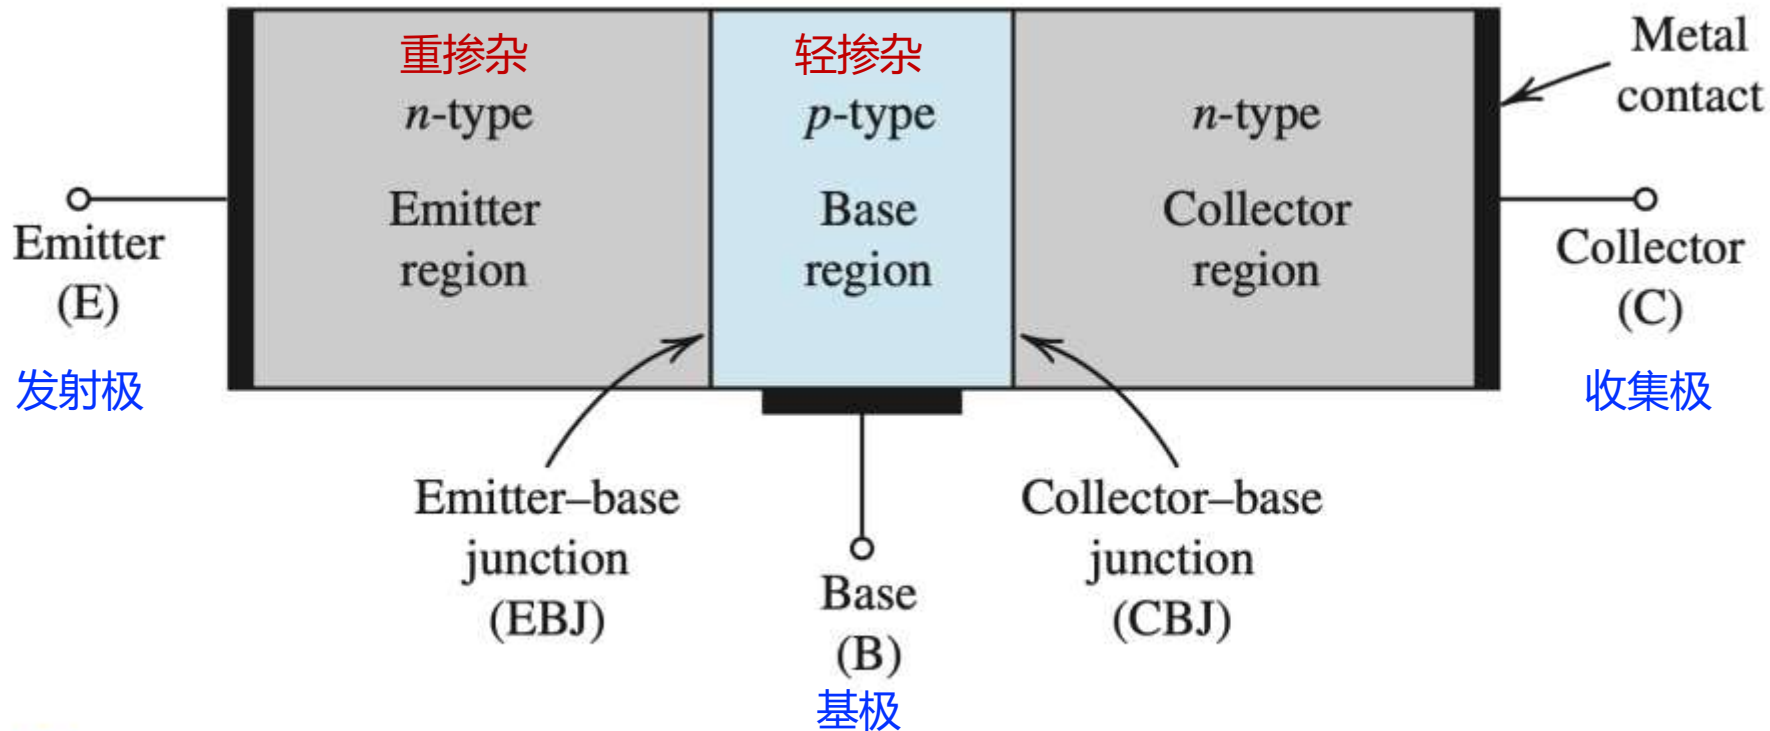 重掺杂
n-type
Emitter
region
轻掺杂
p-type
Base
region
n-type
Collector
region
Metal
contact
Emitter
(E)
发射极
Collector
(C)
收集极
Emitter–base
junction
(EBJ)
Base
(B)
基极
Collector–base
junction
(CBJ)